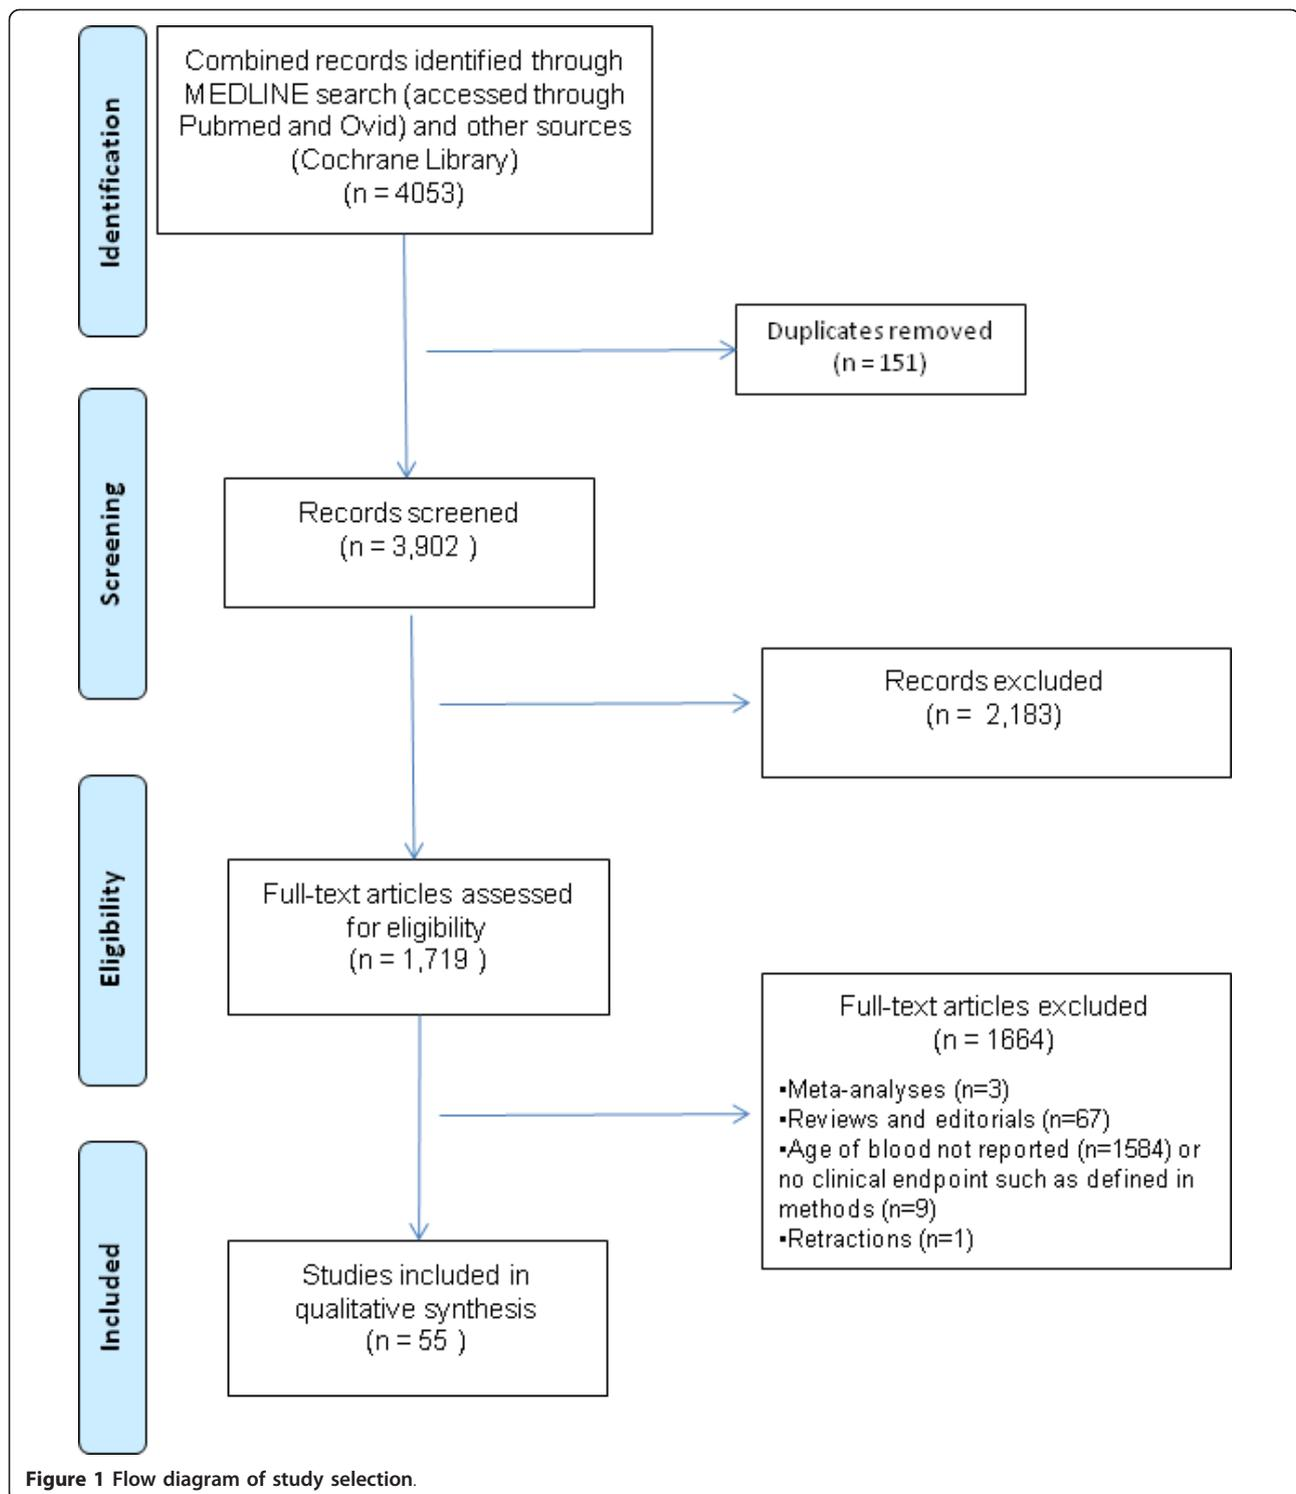 Identification
Combined records identified through
MEDLINE search (accessed through
Pubmed and Ovid) and other sources
(Cochrane Library)
(n = 4053)
Duplicates removed
(n = 151)
Screening
Records screened
(n = 3,902 )
Records excluded
(n =  2,183)
Eligibility
Full-text articles assessed
for eligibility
(n = 1,719 )
Full-text articles excluded
(n = 1664)
▪Meta-analyses (n=3)
▪Reviews and editorials (n=67)
▪Age of blood not reported (n=1584) or
no clinical endpoint such as defined in
methods (n=9)
▪Retractions (n=1)
Included
Studies included in
qualitative synthesis
(n = 55 )
Figure 1 Flow diagram of study selection.